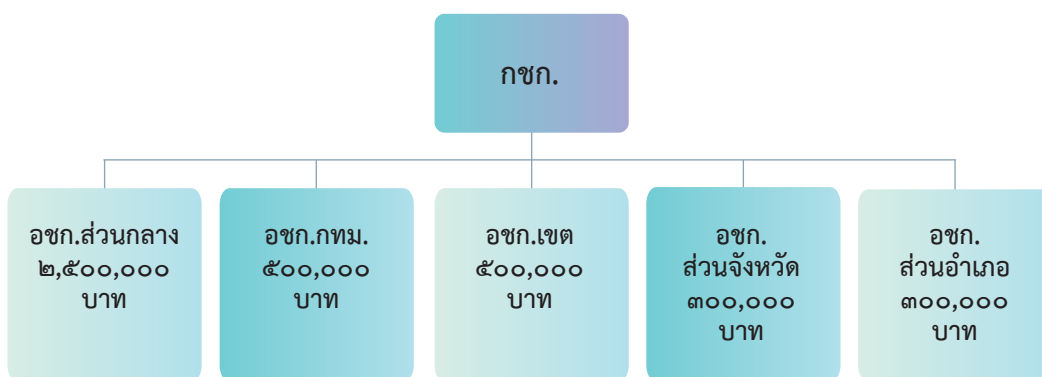 กชก.
อชก.ส่วนกลาง
๒,๕๐๐,๐๐๐
บาท
อชก.กทม.
๕๐๐,๐๐๐
บาท
อชก.เขต
๕๐๐,๐๐๐
บาท
อชก.
ส่วนจังหวัด
๓๐๐,๐๐๐
บาท
อชก.
ส่วนอำเภอ
๓๐๐,๐๐๐
บาท